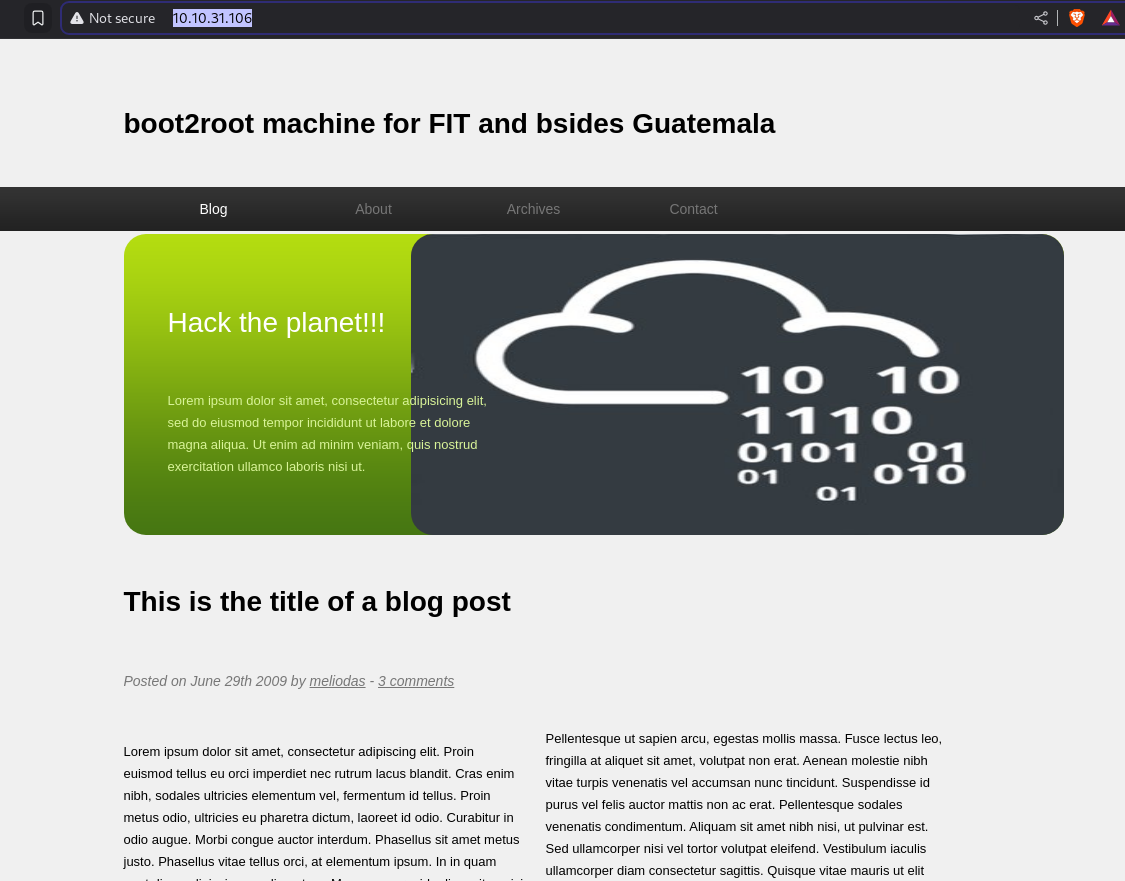 Not secure 10.10.31.106
boot2root machine for FIT and bsides Guatemala
Blog About Archives Contact
Hack the planet!!!
Lorem ipsum dolor sit amet, consectetur adipisicing elit,
sed do eiusmod tempor incididunt ut labore et dolore
magna aliqua. Ut enim ad minim veniam, quis nostrud
exercitation ullamco laboris nisi ut.
10 10
1110
0101 01
01 010
01
This is the title of a blog post
Posted on June 29th 2009 by meliodas - 3 comments
Lorem ipsum dolor sit amet, consectetur adipiscing elit. Proin
euismod tellus eu orci imperdiet nec rutrum lacus blandit. Cras enim
nibh, sodales ultricies elementum vel, fermentum id tellus. Proin
metus odio, ultricies eu pharetra dictum, laoreet id odio. Curabitur in
odio augue. Morbi congue auctor interdum. Phasellus sit amet metus
justo. Phasellus vitae tellus orci, at elementum ipsum. In in quam
Pellentesque ut sapien arcu, egestas mollis massa. Fusce lectus leo,
fringilla at aliquet sit amet, volutpat non erat. Aenean molestie nibh
vitae turpis venenatis vel accumsan nunc tincidunt. Suspendisse id
purus vel felis auctor mattis non ac erat. Pellentesque sodales
venenatis condimentum. Aliquam sit amet nibh nisi, ut pulvinar est.
Sed ullamcorper nisi vel tortor volutpat eleifend. Vestibulum iaculis
ullamcorper diam consectetur sagittis. Quisque vitae mauris ut elit